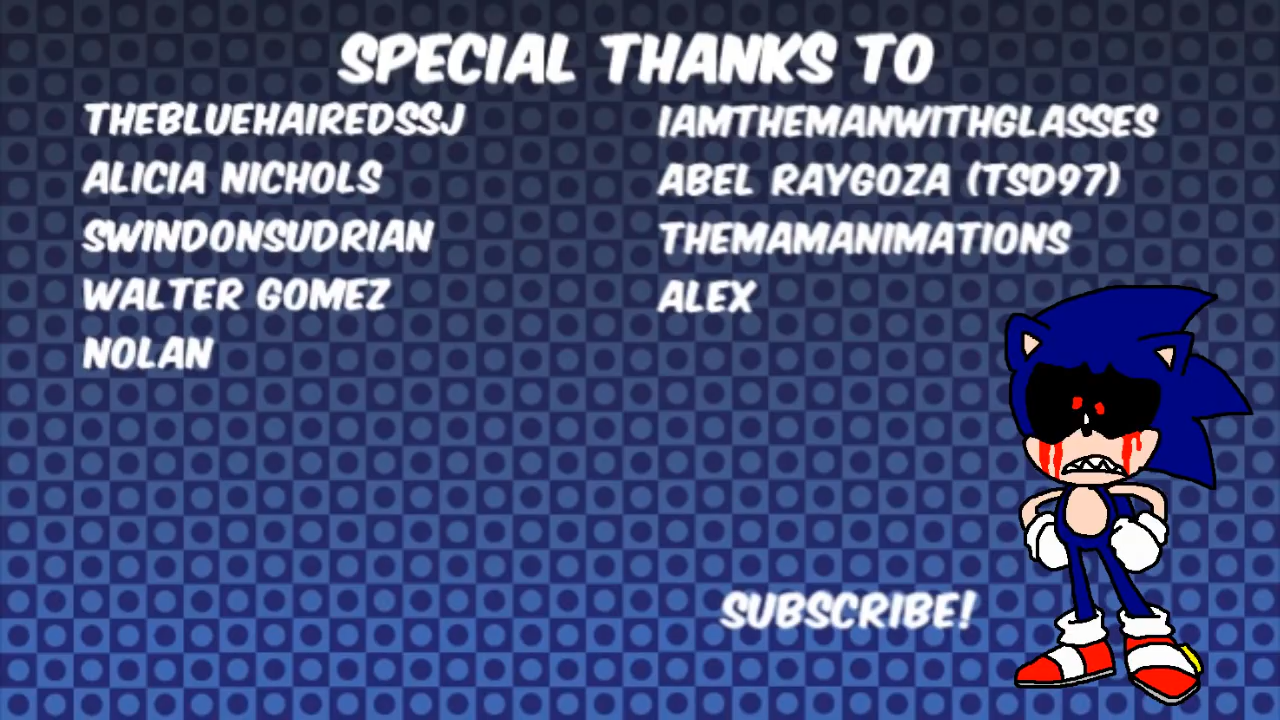 SPECIAL THANKS TO
THEBLUEHAIREDSSJ
ALICIA NICHOLS
SWINDONSUDRIAN
WALTER GOMEZ
NOLAN
IAMTHEMANWITHGLASSES
ABEL RAYGOZA (TSD97)
THEMAMANIMATIONS
ALEX
SUBSCRIBE!